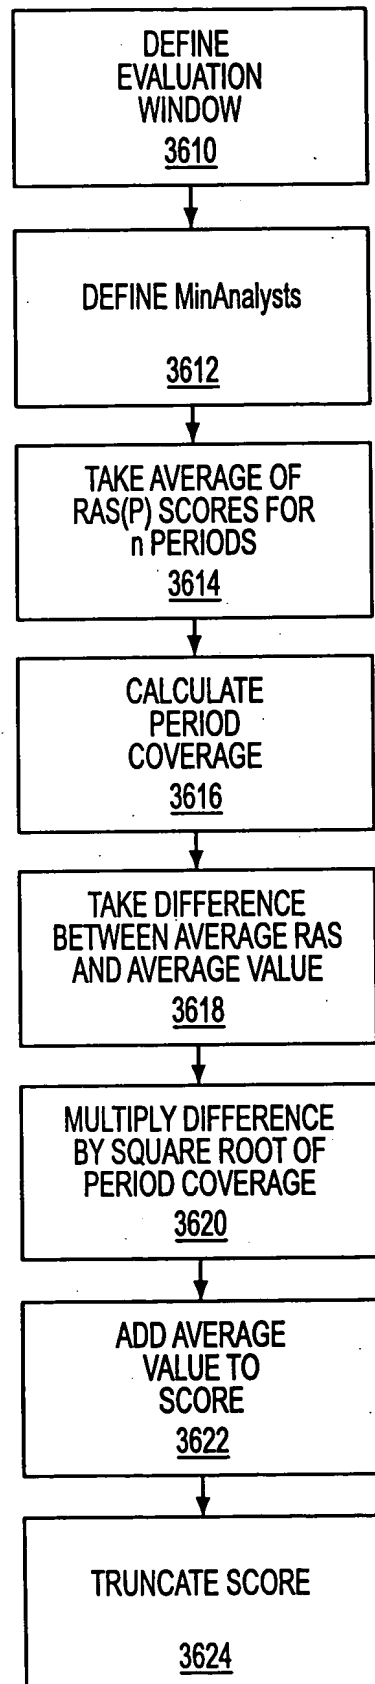 DEFINE
EVALUATION
WINDOW
3610
DEFINE MinAnalysts
3612
TAKE AVERAGE OF
RAS(P) SCORES FOR
n PERIODS
3614
CALCULATE
PERIOD
COVERAGE
3616
TAKE DIFFERENCE
BETWEEN AVERAGE RAS
AND AVERAGE VALUE
3618
MULTIPLY DIFFERENCE
BY SQUARE ROOT OF
PERIOD COVERAGE
3620
ADD AVERAGE
VALUE TO
SCORE
3622
TRUNCATE SCORE
3624